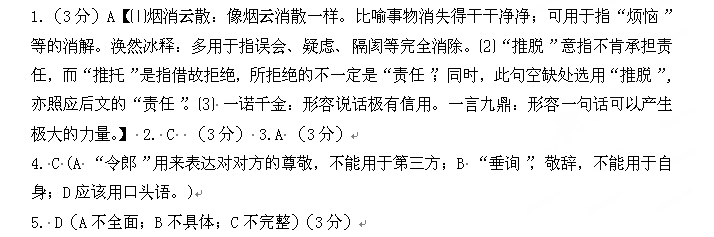 1.（3分）A【⑴烟消云散：像烟云消散一样。比喻事物消失得干干净净；可用于指“烦恼”
等的消解。涣然冰释：多用于指误会、疑虑、隔阂等完全消除。⑵“推脱”意指不肯承担责
任，而“推托”是指借故拒绝，所拒绝的不一定是“责任”；同时，此句空缺处选用“推脱”，
亦照应后文的“责任”。⑶·一诺千金：形容说话极有信用。一言九鼎：形容一句话可以产生
极大的力量。】·2.·C··（3分）·3.A·（3分）
4.·C·(A·“令郎”用来表达对对方的尊敬，不能用于第三方；B·“垂询”，敬辞，不能用于自
身；D应该用口头语。)
5.·D（A不全面；B不具体；C不完整）（3分）